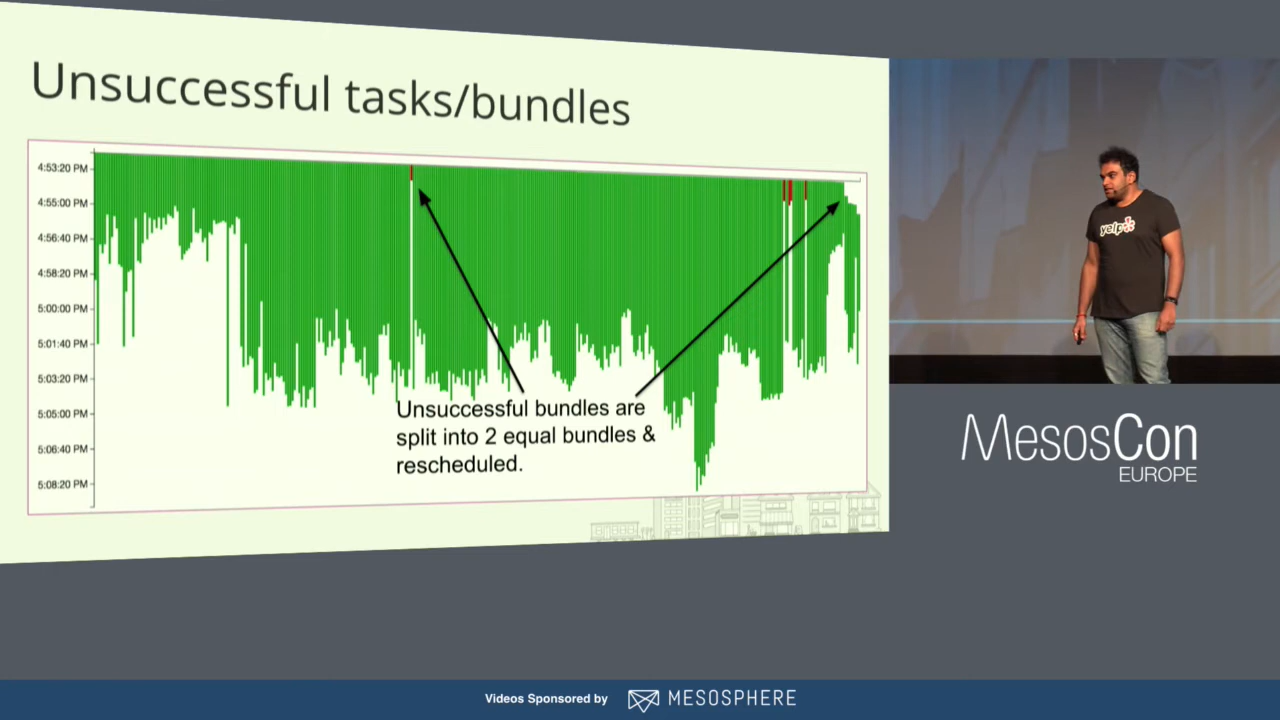 Unsuccessful tasks/bundles
4:53:20 PM
4:55:00 PM
4:56:40 PM
4:58:20 PM
5:00:00 PM
5:01:40 PM
5:03:20 PM
5:05:00 PM
5:06:40 PM
5:08:20 PM
Unsuccessful bundles are
split into 2 equal bundles &
rescheduled.
yelp
MesosCon
EUROPE
Videos Sponsored by MESOSPHERE